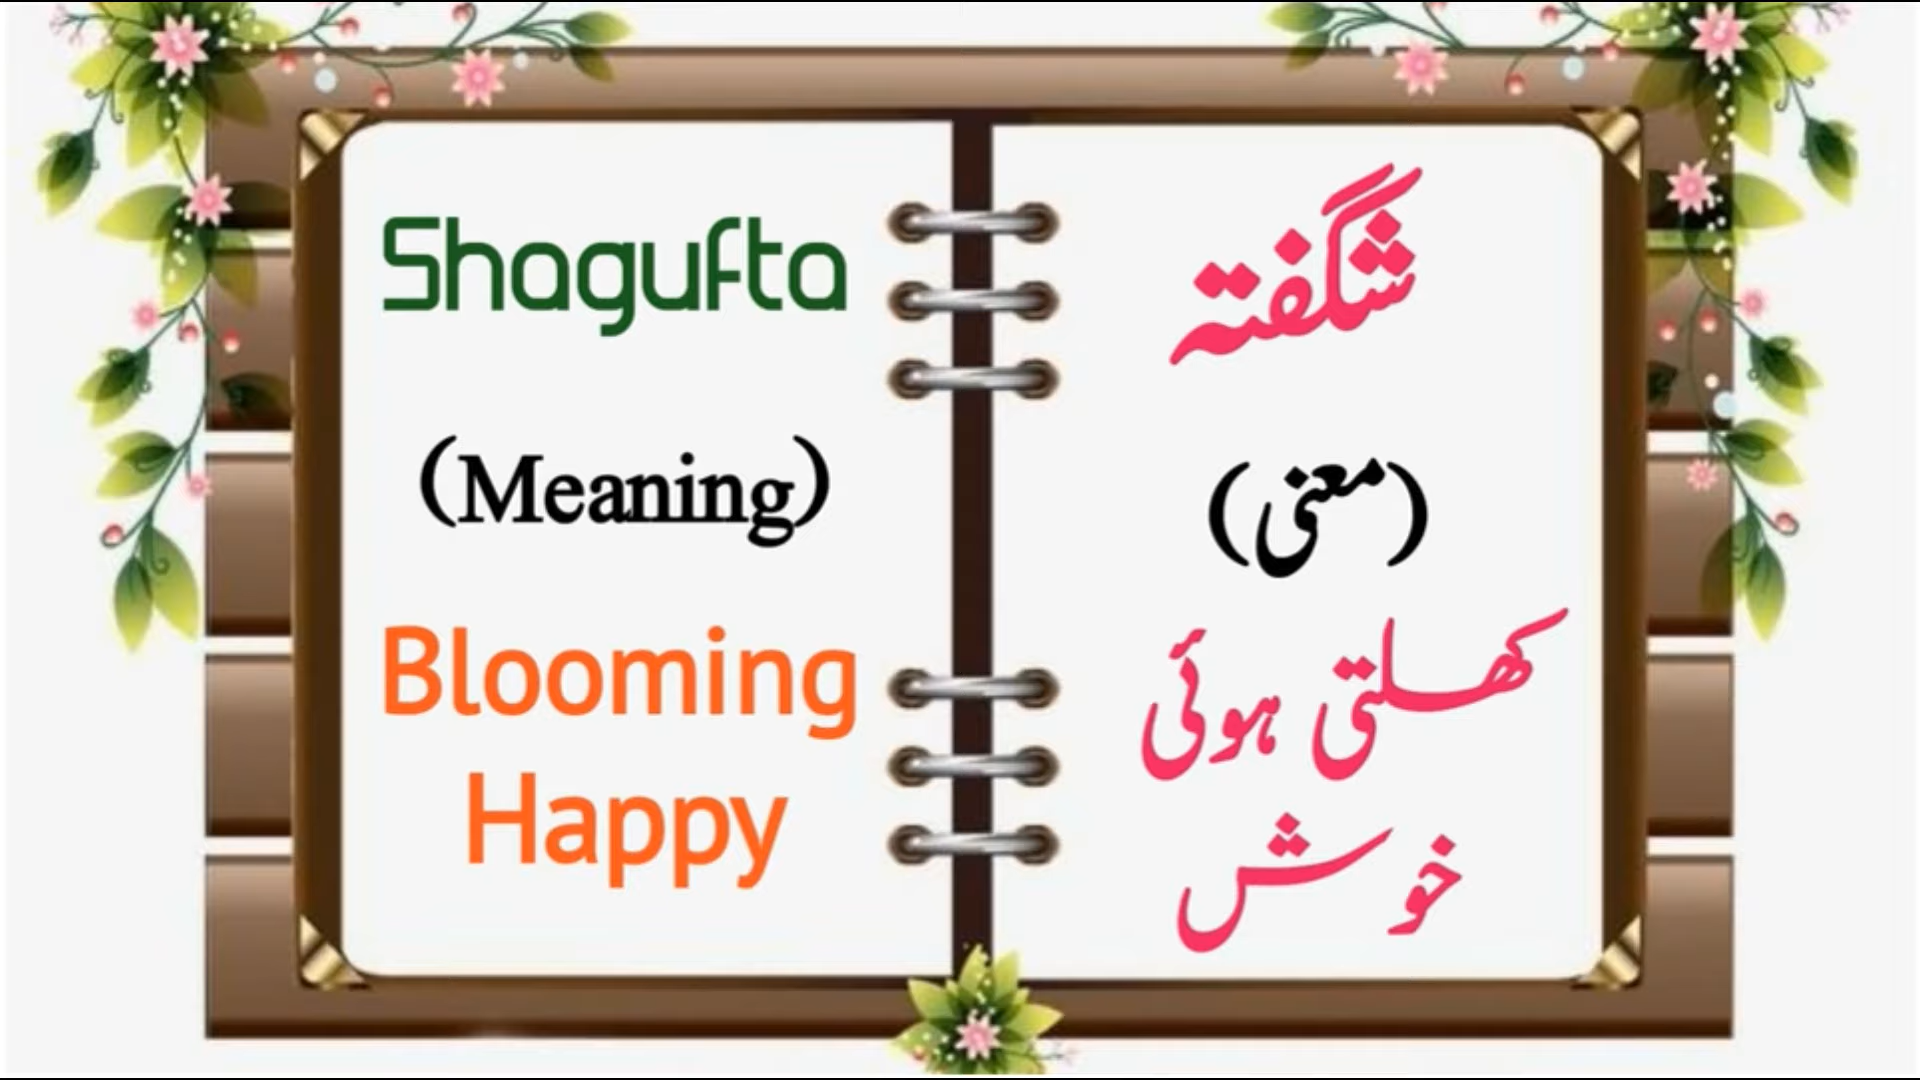 Shagufta
(Meaning)
Blooming
Happy
شگفتہ
(معنی)
کھلتی ہوئی
خوش